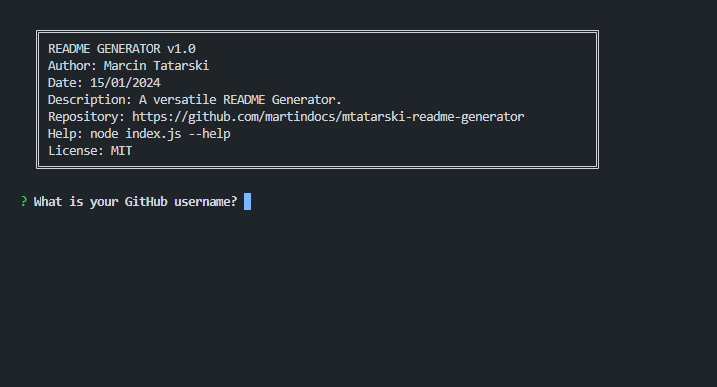 README GENERATOR v1.0
Author: Marcin Tatarski
Date: 15/01/2024
Description: A versatile README Generator.
Repository: https://github.com/martindocs/mtatarski-readme-generator
Help: node index.js --help
License: MIT
? What is your GitHub username?